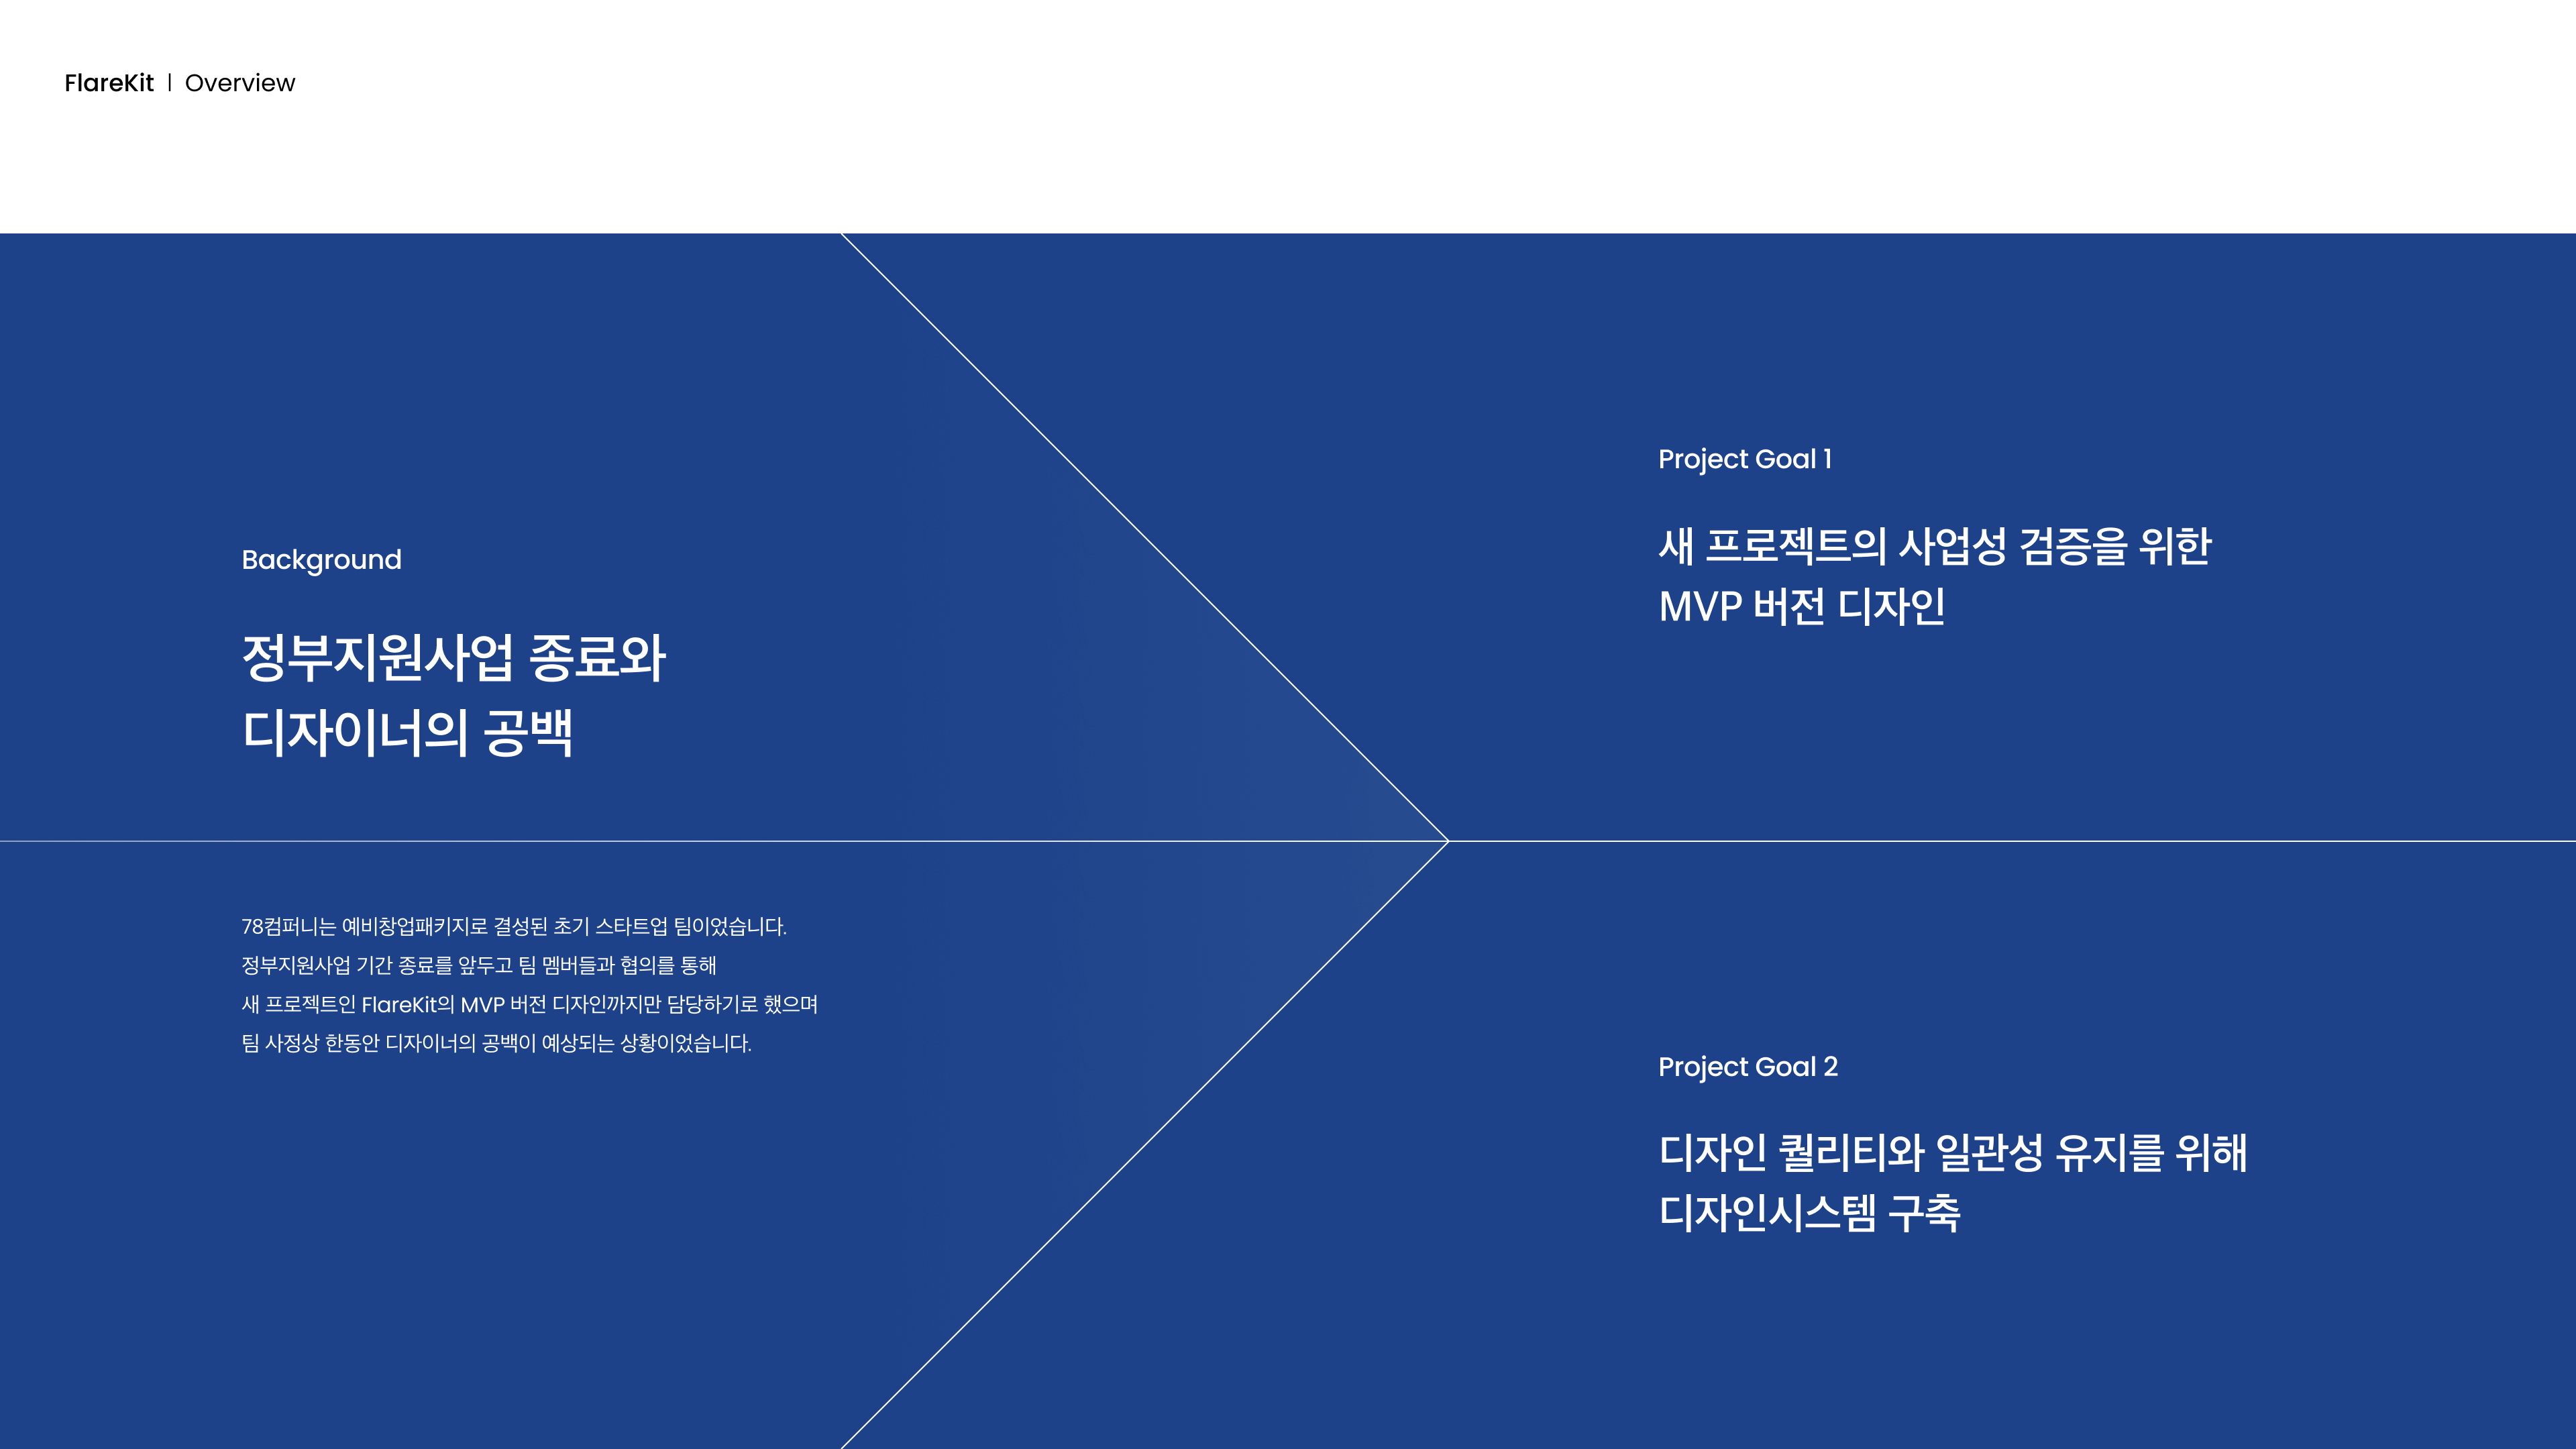 FlareKit | Overview
Background
정부지원사업 종료와
디자이너의 공백
78컴퍼니는 예비창업패키지로 결성된 초기 스타트업 팀이었습니다.
정부지원사업 기간 종료를 앞두고 팀 멤버들과 협의를 통해
새 프로젝트인 FlareKit의 MVP 버전 디자인까지만 담당하기로 했으며
팀 사정상 한동안 디자이너의 공백이 예상되는 상황이었습니다.
Project Goal 1
새 프로젝트의 사업성 검증을 위한
MVP 버전 디자인
Project Goal 2
디자인 퀄리티와 일관성 유지를 위해
디자인시스템 구축